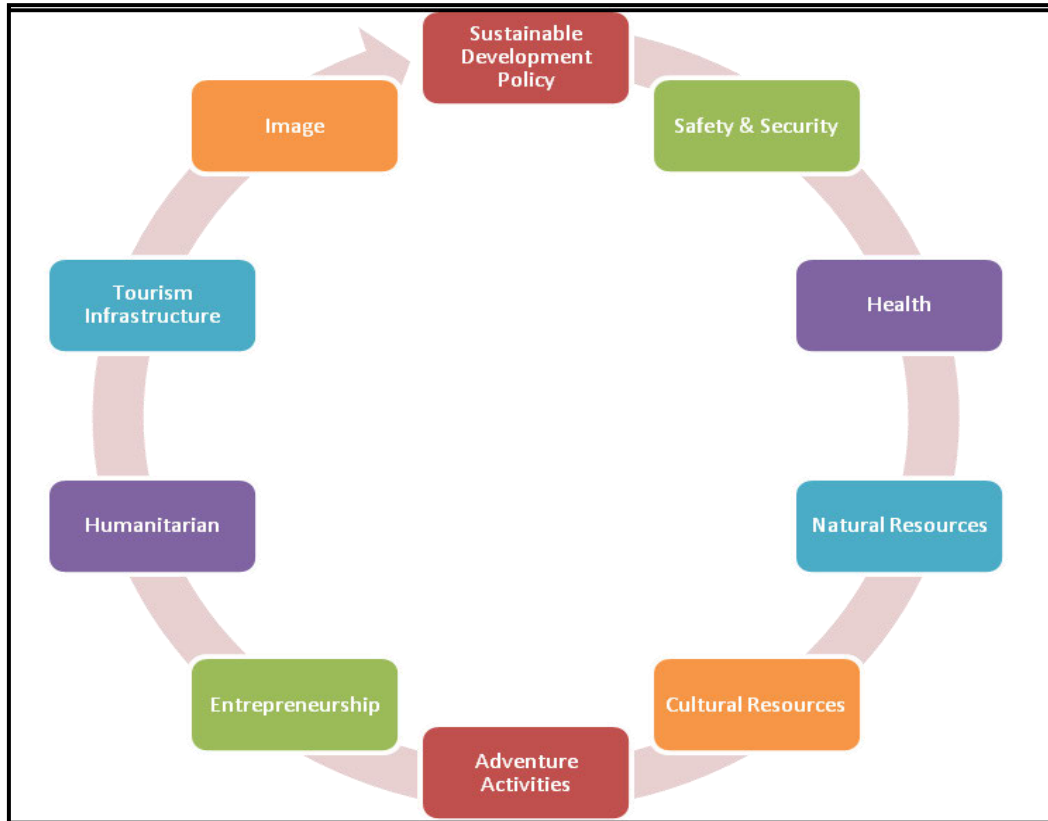 Sustainable
Development
Policy
Safety & Security
Health
Natural Resources
Cultural Resources
Adventure
Activities
Entrepreneurship
Humanitarian
Tourism
Infrastructure
Image